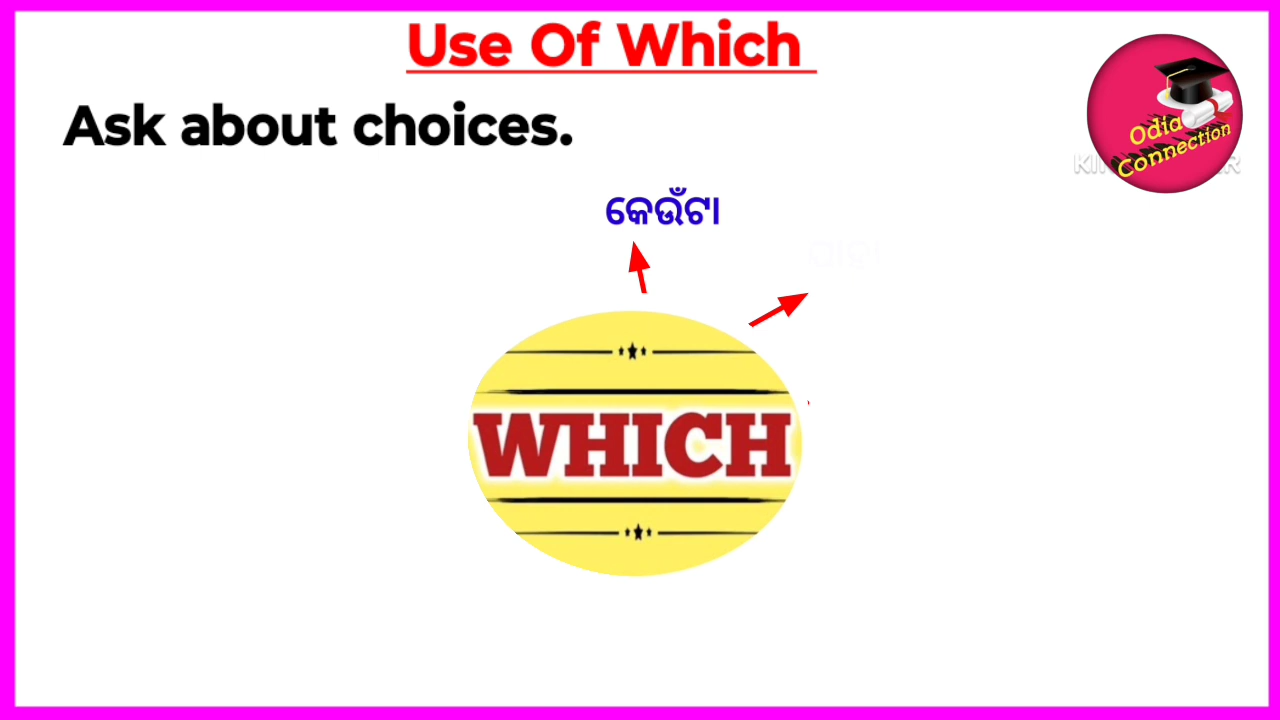 Use Of Which
Ask about choices.
Odia
Connection
କେଉଁଟା
WHICH